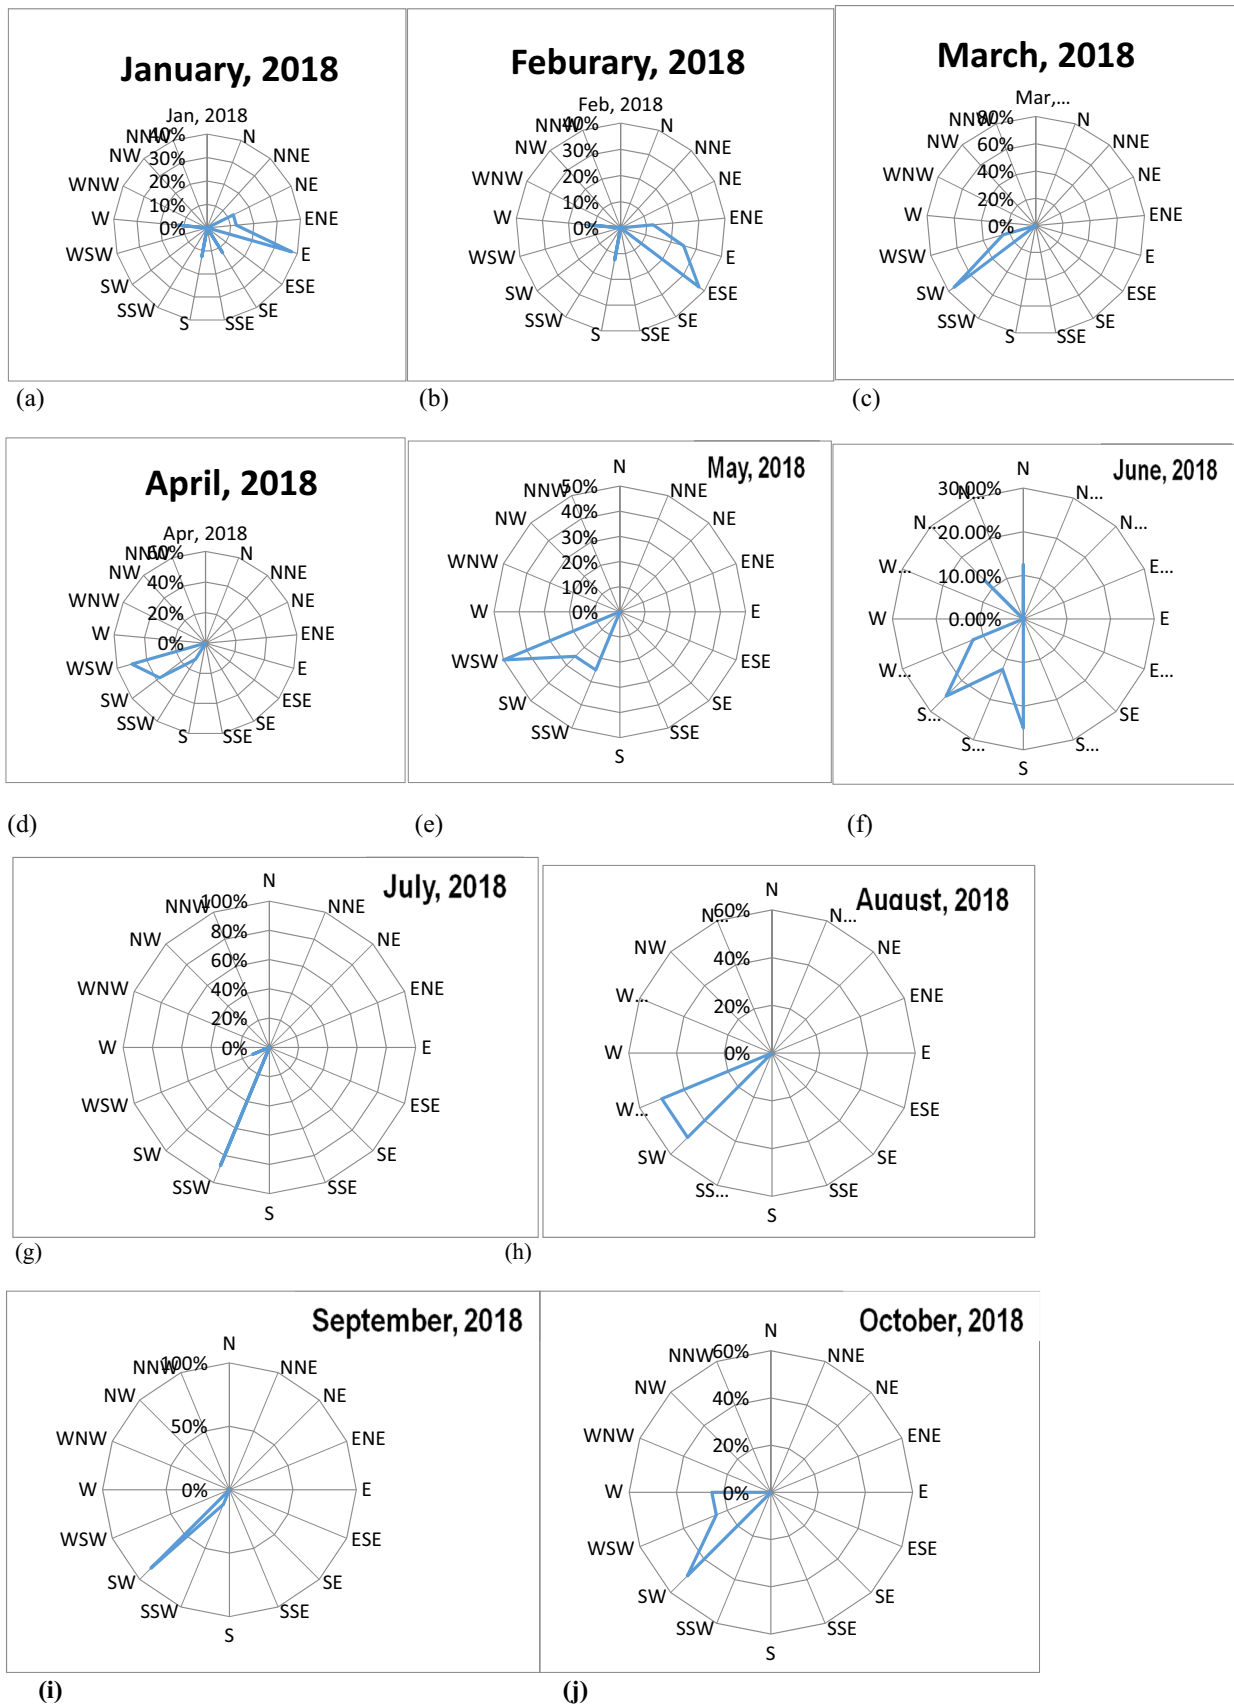 January, 2018
Jan, 2018
40%
30%
20%
10%
0%
N
NNE
NE
ENE
E
ESE
SE
SSE
S
SSW
SW
WSW
W
WNW
NW
NNW
(a)
Feburary, 2018
Feb, 2018
40%
30%
20%
10%
0%
N
NNE
NE
ENE
E
ESE
SE
SSE
S
SSW
SW
WSW
W
WNW
NW
NNW
(b)
March, 2018
Mar,...
80%
60%
40%
20%
0%
N
NNE
NE
ENE
E
ESE
SE
SSE
S
SSW
SW
WSW
W
WNW
NW
NNW
(c)
April, 2018
Apr, 2018
60%
40%
20%
0%
N
NNE
NE
ENE
E
ESE
SE
SSE
S
SSW
SW
WSW
W
WNW
NW
NNW
(d)
May, 2018
50%
40%
30%
20%
10%
0%
N
NNE
NE
ENE
E
ESE
SE
SSE
S
SSW
SW
WSW
W
WNW
NW
NNW
(e)
June, 2018
30.00%
20.00%
10.00%
0.00%
N
N...
N...
E...
E
E...
SE
S...
S
S...
S...
W...
W
W...
N...
N...
(f)
July, 2018
100%
80%
60%
40%
20%
0%
N
NNE
NE
ENE
E
ESE
SE
SSE
S
SSW
SW
WSW
W
WNW
NW
NNW
(g)
August, 2018
60%
40%
20%
0%
N
N...
NE
ENE
E
ESE
SE
SSE
S
SS...
SW
W...
W
W...
NW
N...
(h)
September, 2018
100%
50%
0%
N
NNE
NE
ENE
E
ESE
SE
SSE
S
SSW
SW
WSW
W
WNW
NW
NNW
(i)
October, 2018
60%
40%
20%
0%
N
NNE
NE
ENE
E
ESE
SE
SSE
S
SSW
SW
WSW
W
WNW
NW
NNW
(j)